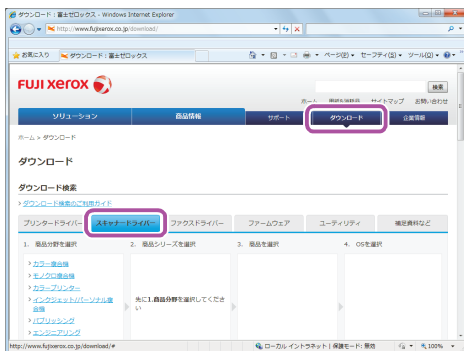 ダウンロード : 富士ゼロックス - Windows Internet Explorer
http://www.fujixerox.co.jp/download/
お気に入り
ダウンロード : 富士ゼロックス
ページ(P)
セーフティ(S)
ツール(O)
FUJI xerox
検索
ホーム
サイトマップ
お問い合わせ
ソリューション
商品情報
サポート
ダウンロード
企業情報
ホーム > ダウンロード
ダウンロード
ダウンロード検索
> ダウンロード検索のご利用ガイド
プリンタードライバー
スキャナードライバー
ファクスドライバー
ファームウェア
ユーティリティ
補足資料など
1. 商品分野を選択
2. 商品シリーズを選択
3. 商品を選択
4. OSを選択
> カラー複合機
> モノクロ複合機
> カラープリンター
> インクジェット/パーソナル複合機
> パブリッシング
> エンジニアリング
先に1.商品分野を選択してください
http://www.fujixerox.co.jp/download/#
ローカル イントラネット | 保護モード: 無効
100%